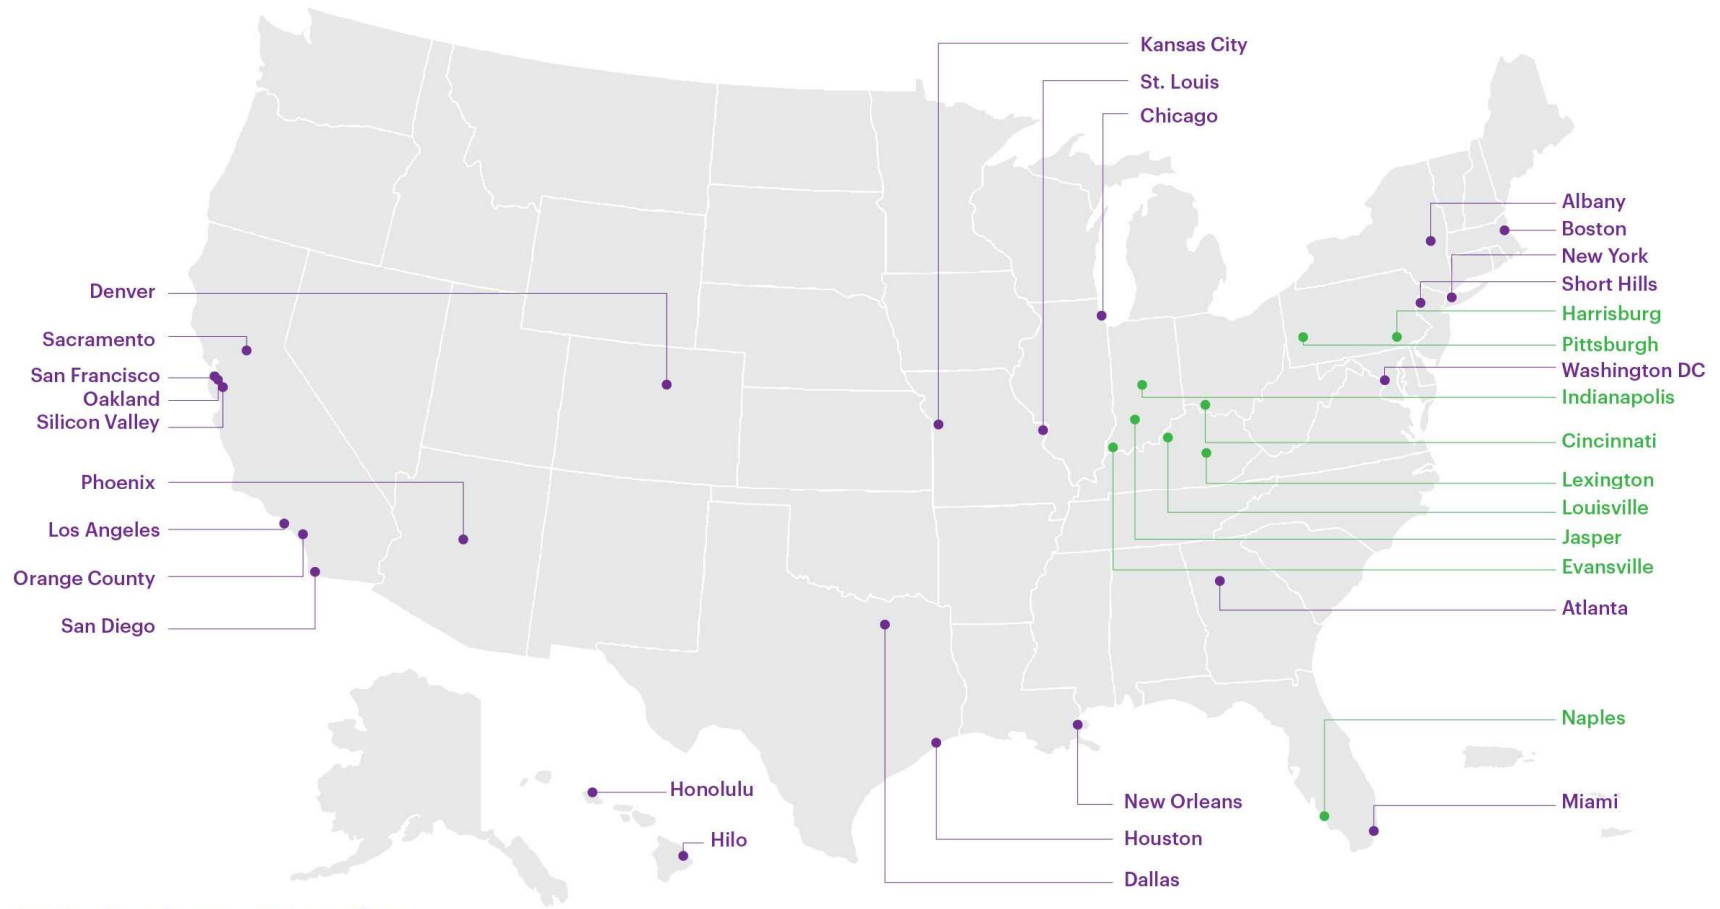 Kansas City
St. Louis
Chicago
Albany
Boston
New York
Short Hills
Harrisburg
Pittsburgh
Washington DC
Indianapolis
Cincinnati
Lexington
Louisville
Jasper
Evansville
Atlanta
Naples
Miami
Denver
Sacramento
San Francisco
Oakland
Silicon Valley
Phoenix
Los Angeles
Orange County
San Diego
Honolulu
Hilo
New Orleans
Houston
Dallas